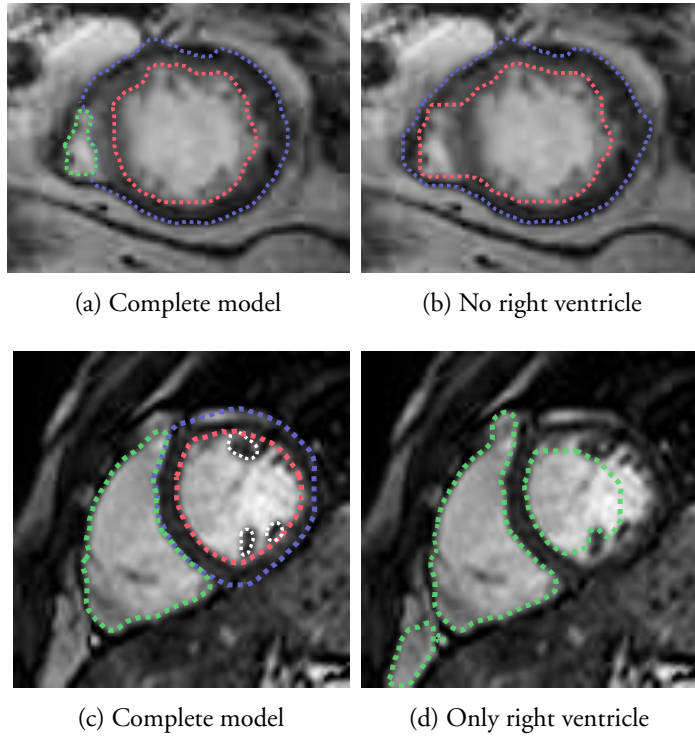 (a) Complete model
(b) No right ventricle
(c) Complete model
(d) Only right ventricle